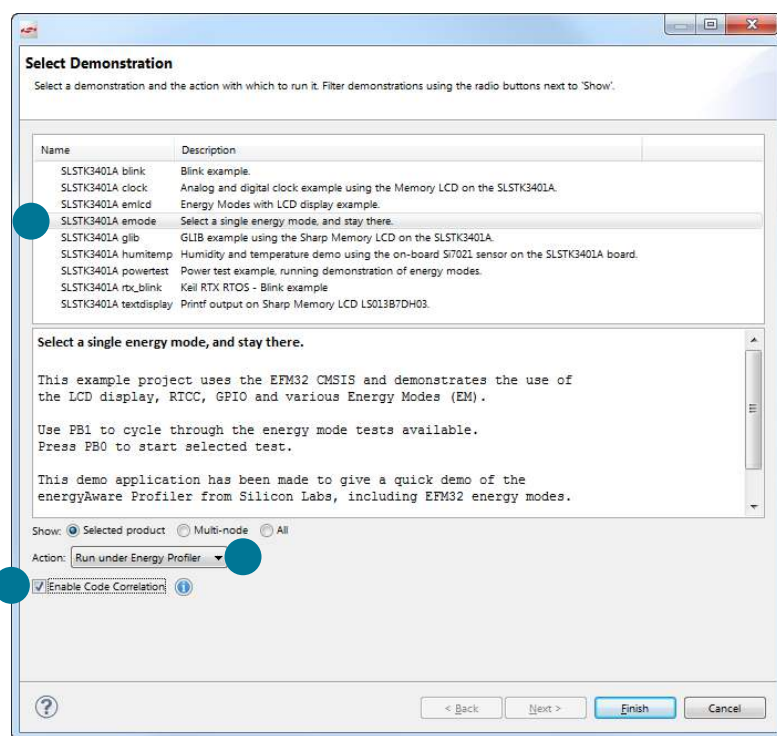 Select Demonstration
Select a demonstration and the action with which to run it. Filter demonstrations using the radio buttons next to 'Show'.
Name Description
SLSTK3401A blink Blink example.
SLSTK3401A clock Analog and digital clock example using the Memory LCD on the SLSTK3401A.
SLSTK3401A emlcd Energy Modes with LCD display example.
SLSTK3401A emode Select a single energy mode, and stay there.
SLSTK3401A glib GLIB example using the Sharp Memory LCD on the SLSTK3401A.
SLSTK3401A humitemp Humidity and temperature demo using the on-board Si7021 sensor on the SLSTK3401A board.
SLSTK3401A powertest Power test example, running demonstration of energy modes.
SLSTK3401A rtx_blink Keil RTX RTOS - Blink example
SLSTK3401A textdisplay Printf output on Sharp Memory LCD LS013B7DH03.
Select a single energy mode, and stay there.
This example project uses the EFM32 CMSIS and demonstrates the use of
the LCD display, RTCC, GPIO and various Energy Modes (EM).
Use PB1 to cycle through the energy mode tests available.
Press PB0 to start selected test.
This demo application has been made to give a quick demo of the
energyAware Profiler from Silicon Labs, including EFM32 energy modes.
Show: Selected product Multi-node All
Action: Run under Energy Profiler
Enable Code Correlation
< Back Next > Finish Cancel